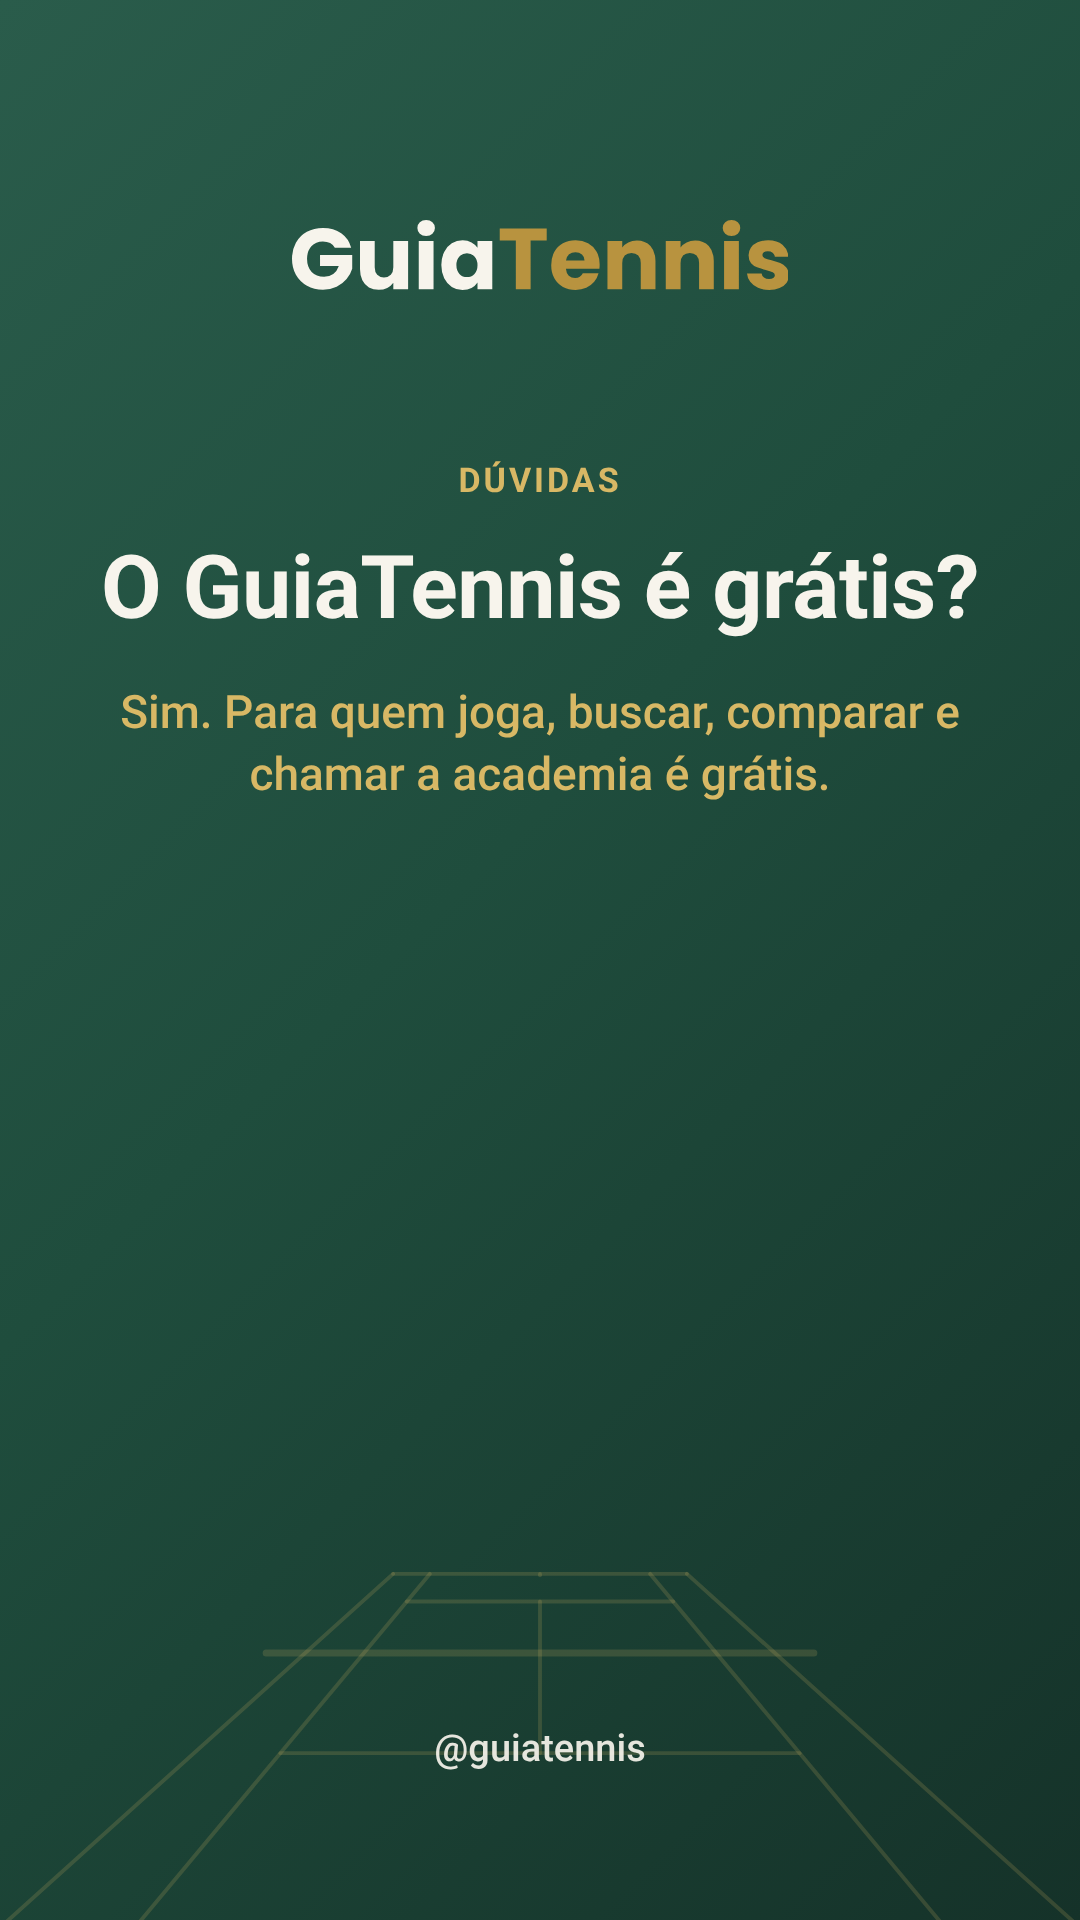 GuiaTennis
DÚVIDAS
O GuiaTennis é grátis?
Sim. Para quem joga, buscar, comparar e
chamar a academia é grátis.
@guiatennis